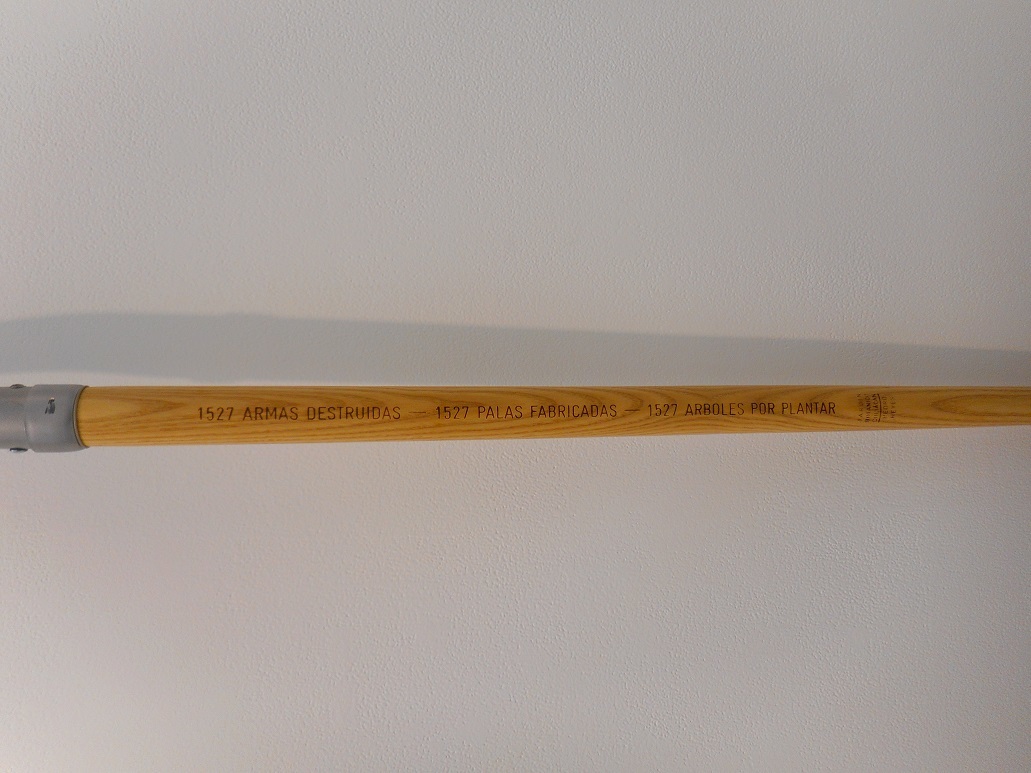 1527 ARMAS DESTRUIDAS — 1527 PALAS FABRICADAS — 1527 ARBOLES POR PLANTAR